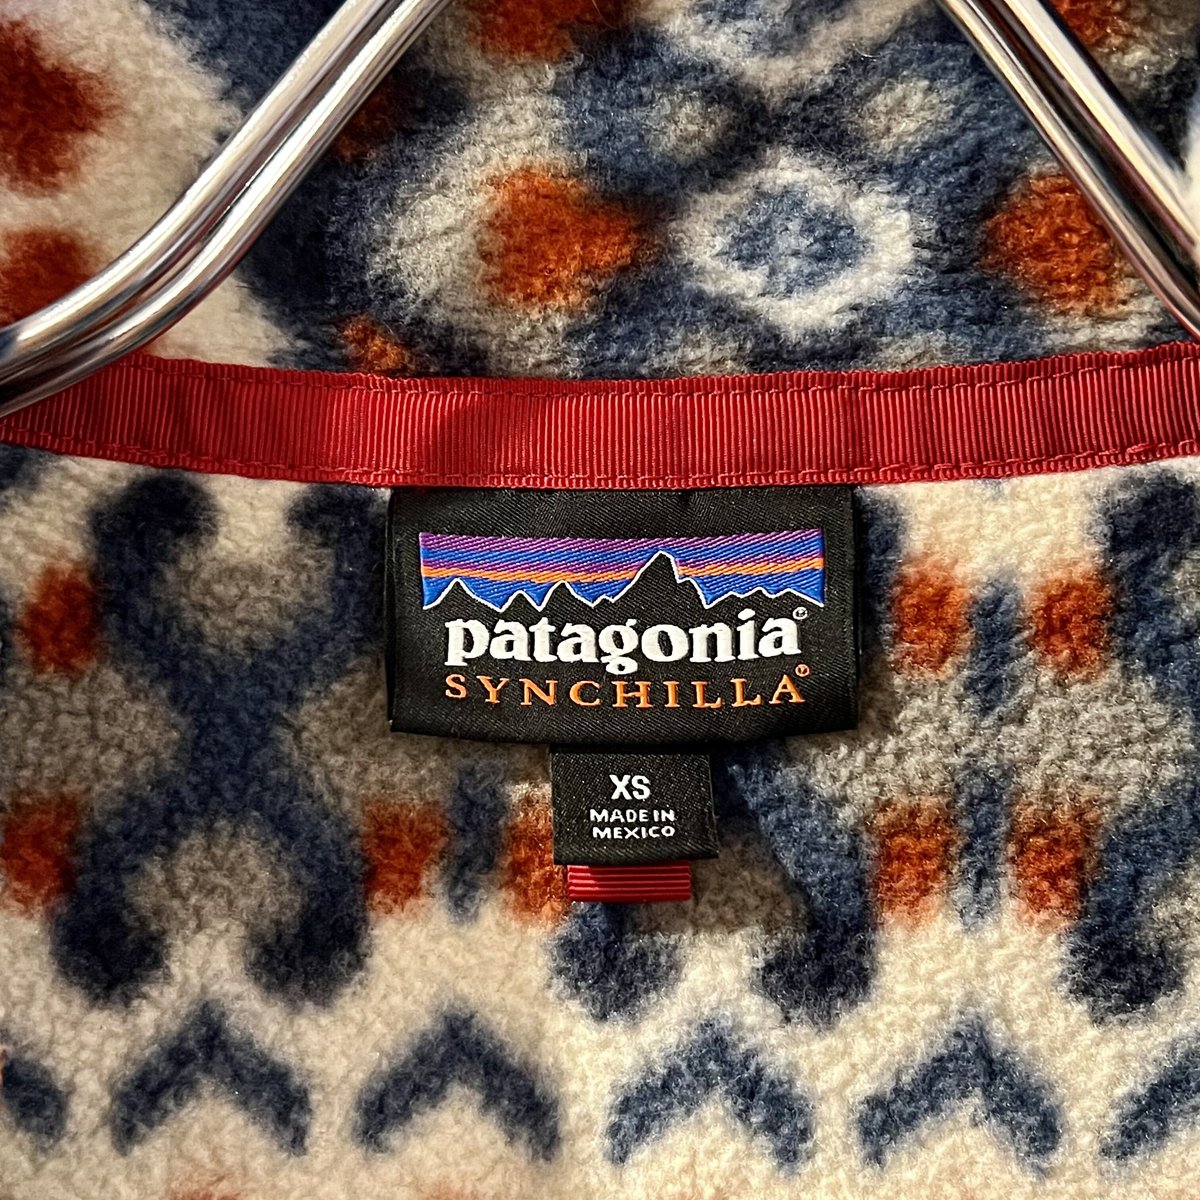 patagonia®
SYNCHILLA®
XS
MADE IN
MEXICO